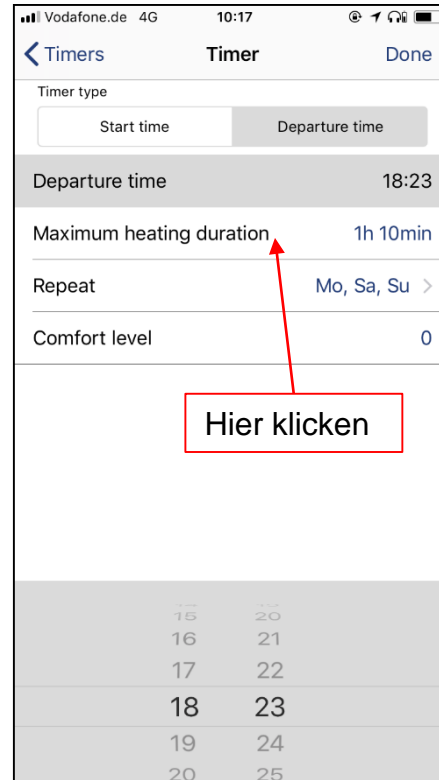 Vodafone.de 4G 10:17
Timers Timer Done
Timer type
Start time Departure time
Departure time 18:23
Maximum heating duration 1h 10min
Repeat Mo, Sa, Su >
Comfort level 0
Hier klicken
15 20
16 21
17 22
18 23
19 24
20 25